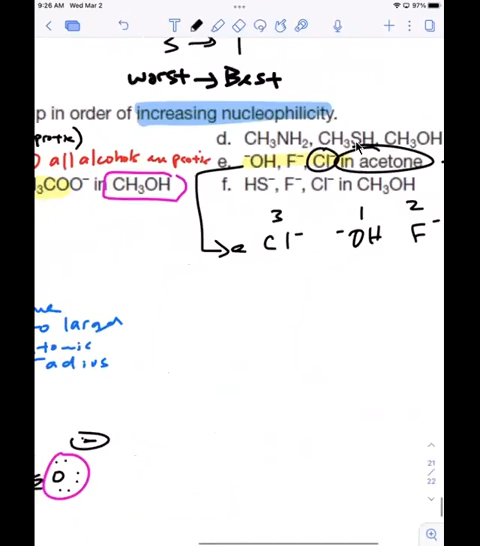 9:26 AM Wed Mar 2
97%
5 → 1
worst → Best
p in order of increasing nucleophilicity.
protic)
d. CH₃NH₂, CH₃SH, CH₃OH
all alcohols are protic
e. ⁻OH, F⁻, Cl⁻ in acetone
₃COO⁻ in CH₃OH
f. HS⁻, F⁻, Cl⁻ in CH₃OH
3 1 2
Cl⁻ ⁻OH F⁻
larger
atomic
radius
O
21
22